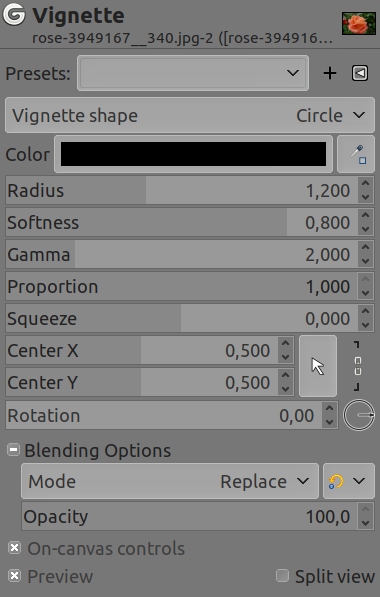 Vignette
rose-3949167__340.jpg-2 ([rose-394916...
Presets:
Vignette shape Circle
Color
Radius 1,200
Softness 0,800
Gamma 2,000
Proportion 1,000
Squeeze 0,000
Center X 0,500
Center Y 0,500
Rotation 0,00
Blending Options
Mode Replace
Opacity 100,0
On-canvas controls
Preview Split view